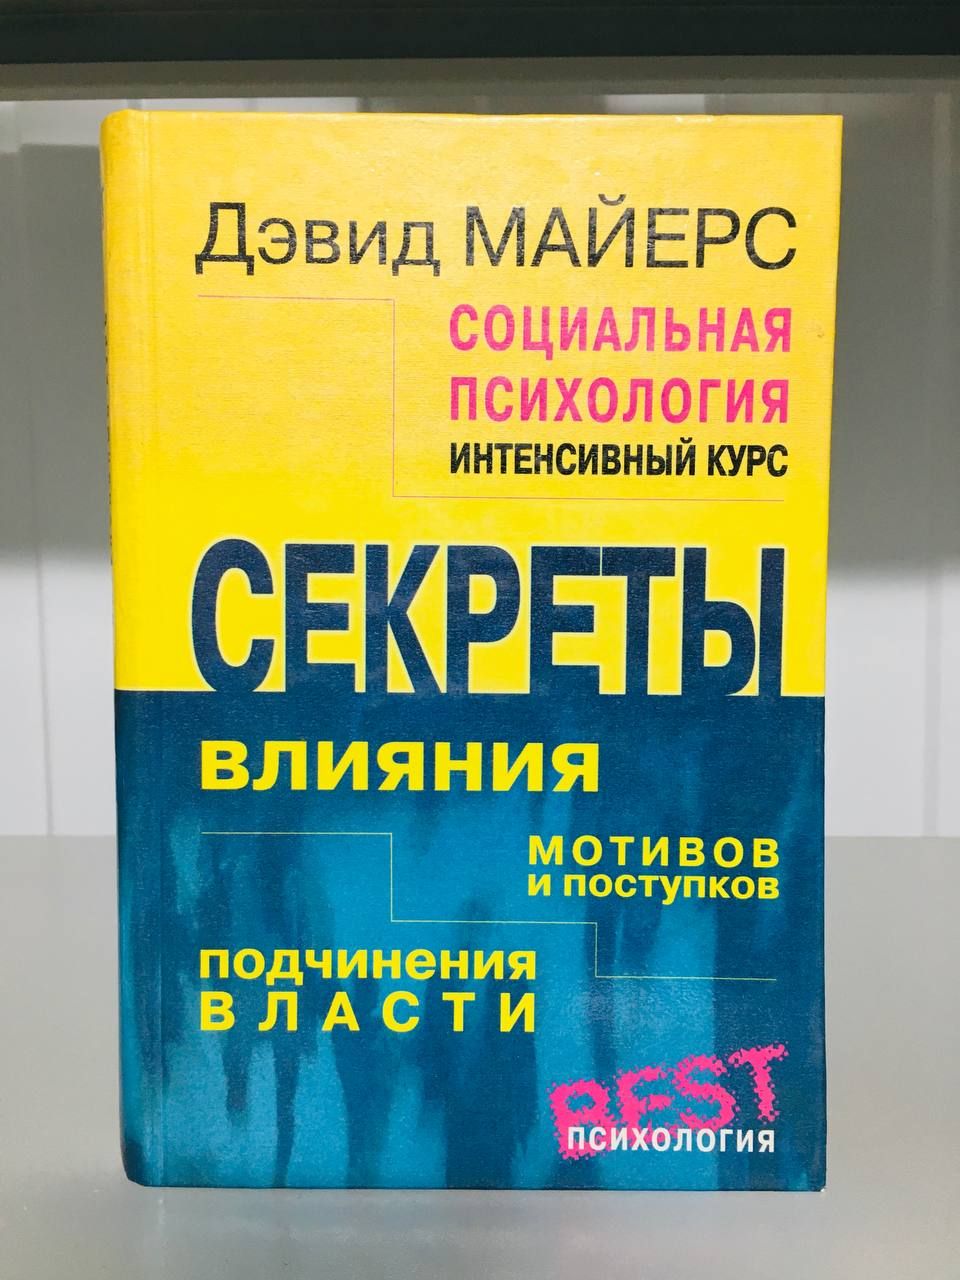 Дэвид МАЙЕРС
СОЦИАЛЬНАЯ
ПСИХОЛОГИЯ
ИНТЕНСИВНЫЙ КУРС
СЕКРЕТЫ
ВЛИЯНИЯ
МОТИВОВ
И ПОСТУПКОВ
ПОДЧИНЕНИЯ
ВЛАСТИ
BEST
ПСИХОЛОГИЯ